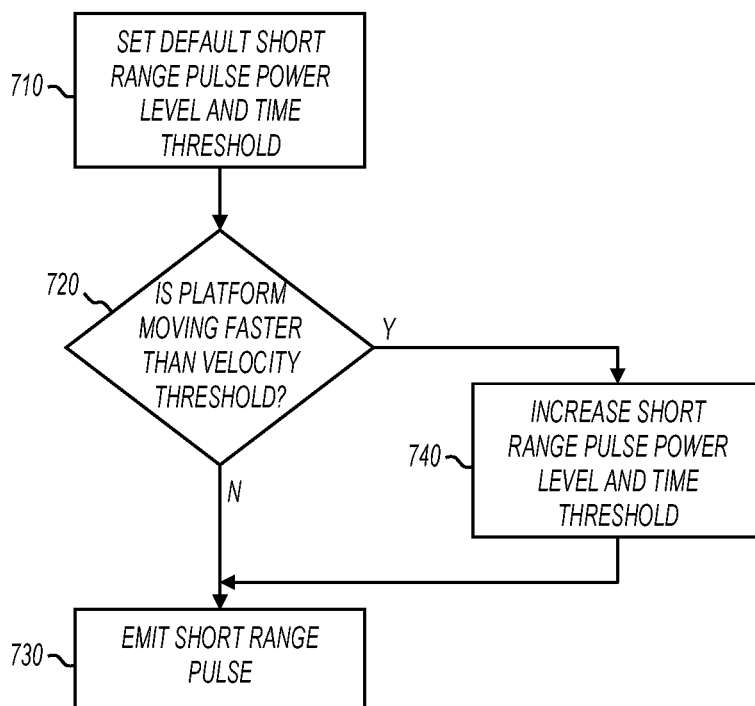 710
SET DEFAULT SHORT
RANGE PULSE POWER
LEVEL AND TIME
THRESHOLD
720
IS PLATFORM
MOVING FASTER
THAN VELOCITY
THRESHOLD?
Y
N
740
INCREASE SHORT
RANGE PULSE POWER
LEVEL AND TIME
THRESHOLD
730
EMIT SHORT RANGE
PULSE